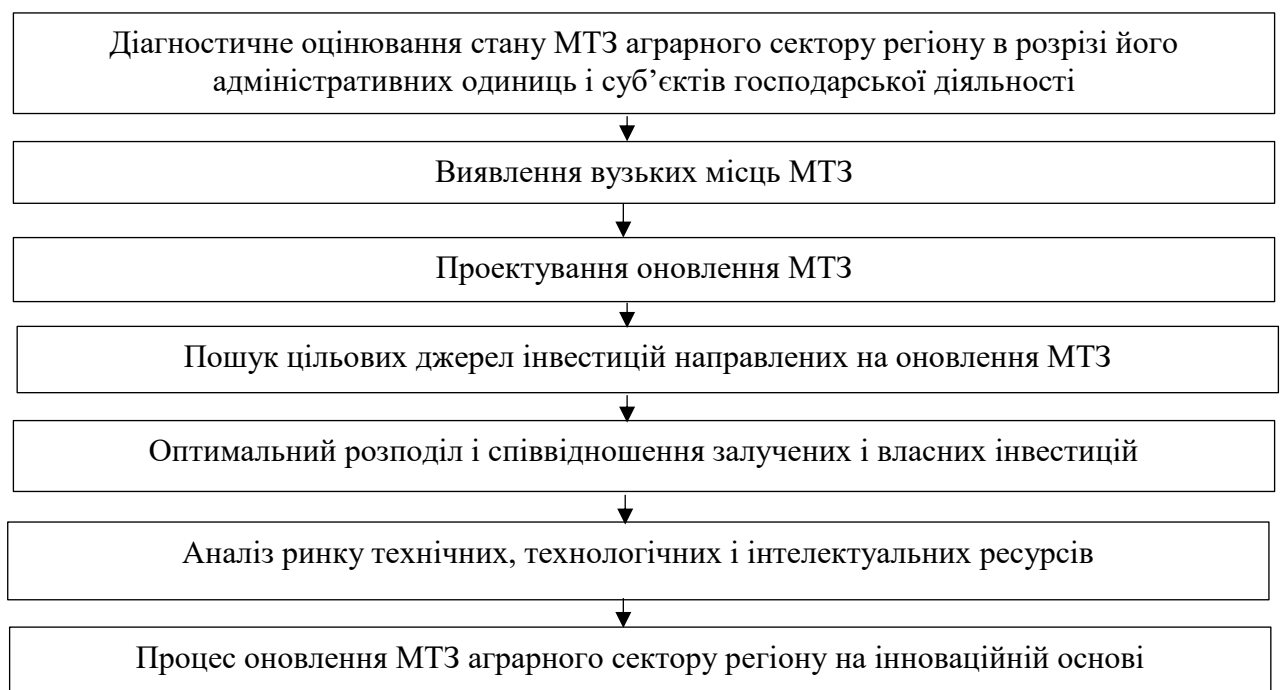 Діагностичне оцінювання стану МТЗ аграрного сектору регіону в розрізі його
адміністративних одиниць і суб’єктів господарської діяльності
Виявлення вузьких місць МТЗ
Проектування оновлення МТЗ
Пошук цільових джерел інвестицій направлених на оновлення МТЗ
Оптимальний розподіл і співвідношення залучених і власних інвестицій
Аналіз ринку технічних, технологічних і інтелектуальних ресурсів
Процес оновлення МТЗ аграрного сектору регіону на інноваційній основі